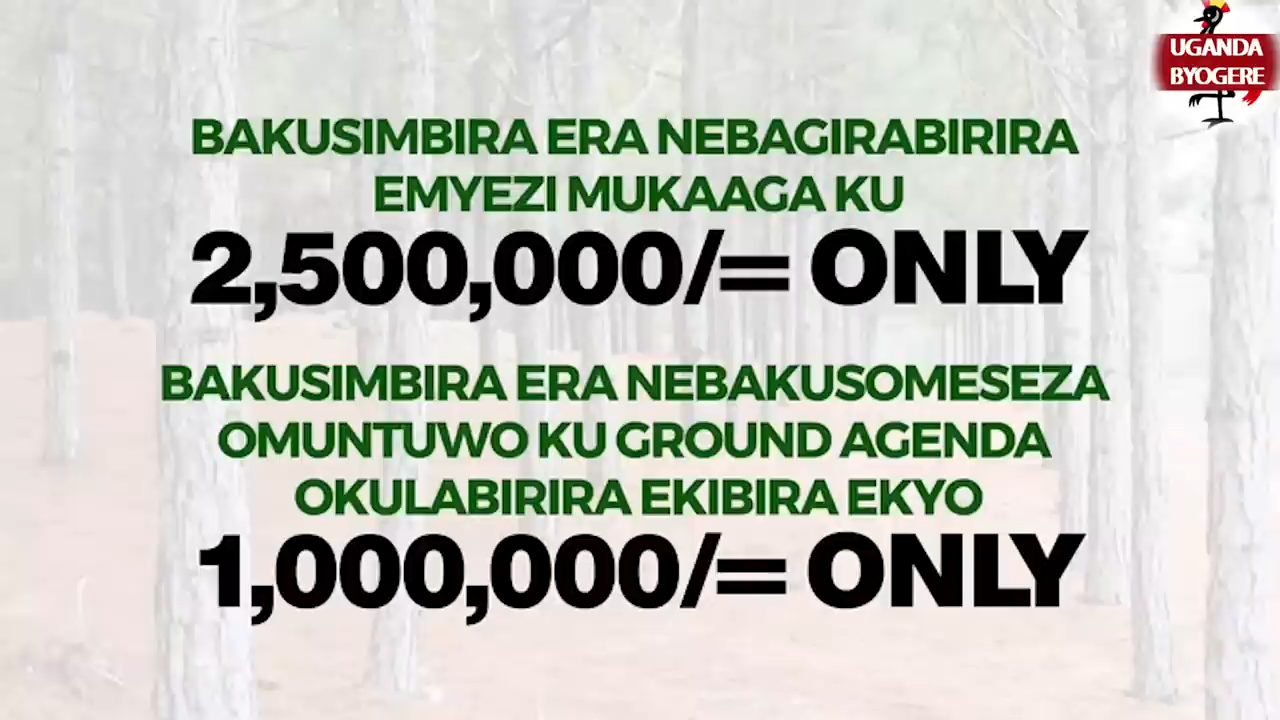 UGANDA
BYOGERE
BAKUSIMBIRA ERA NEBAGIRABIRIRA
EMYEZI MUKAAGA KU
2,500,000/= ONLY
BAKUSIMBIRA ERA NEBAKUSOMESEZA
OMUNTUWO KU GROUND AGENDA
OKULABIRIRA EKIBIRA EKYO
1,000,000/= ONLY